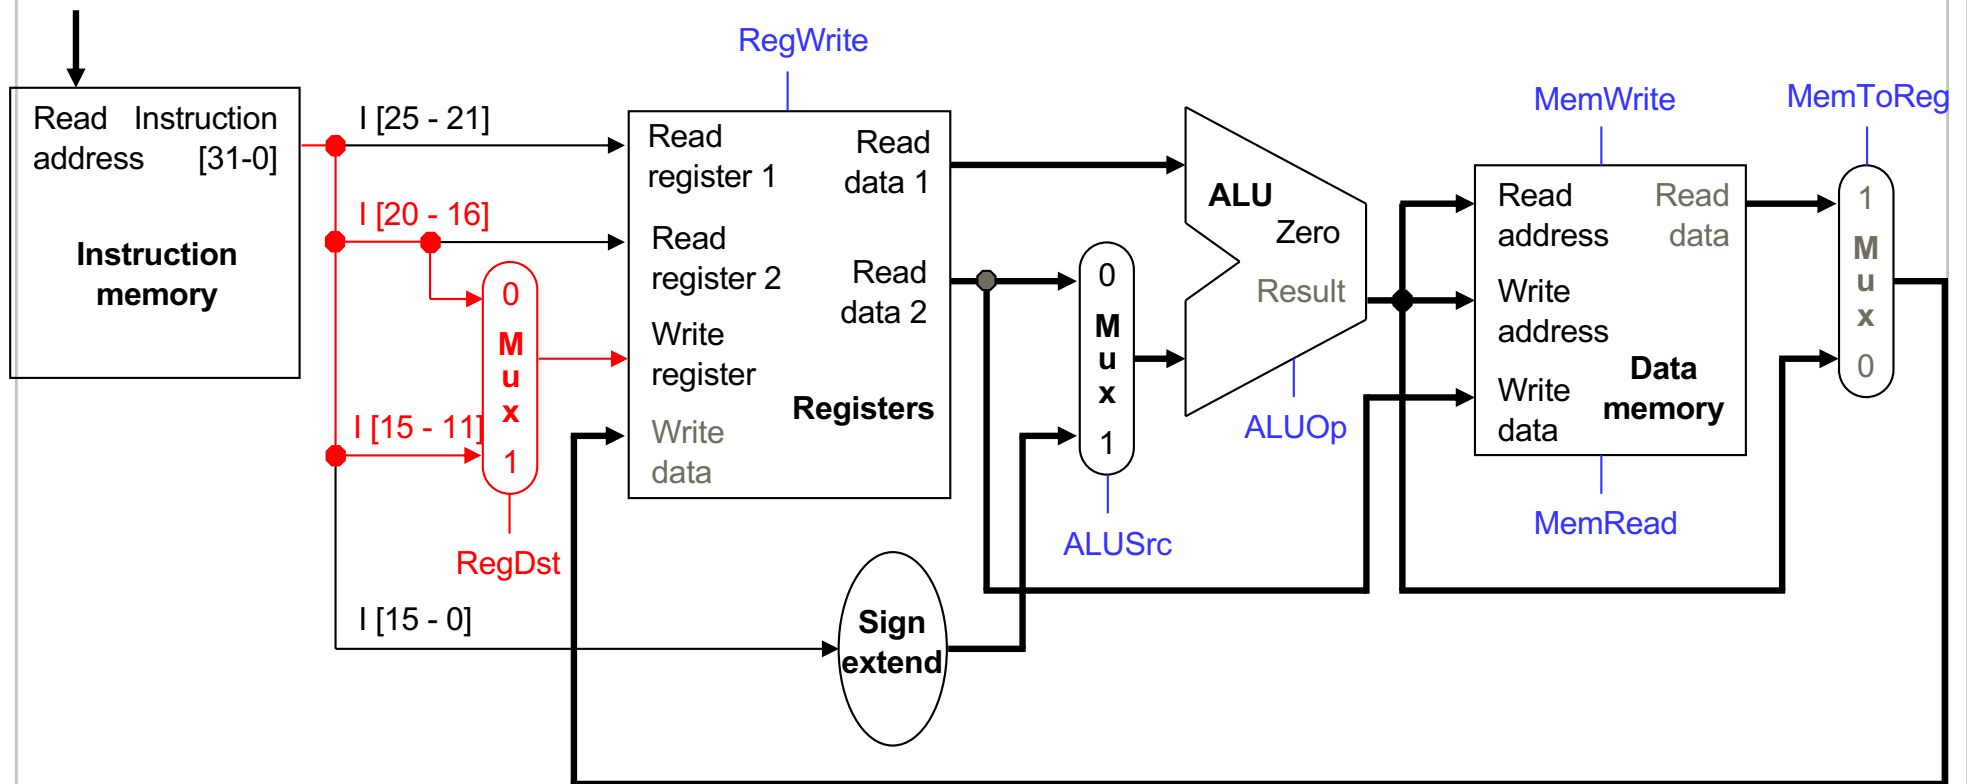 RegWrite
MemWrite
MemToReg
Read Instruction
address [31-0]
Instruction
memory
I [25 - 21]
I [20 - 16]
0
M
u
x
1
I [15 - 11]
RegDst
I [15 - 0]
Read
register 1
Read
data 1
Read
register 2
Read
data 2
Write
register
Registers
Write
data
Sign
extend
0
M
u
x
1
ALUSrc
ALU
Zero
Result
ALUOp
Read
address
Read
data
Write
address
Data
memory
Write
data
MemRead
1
M
u
x
0